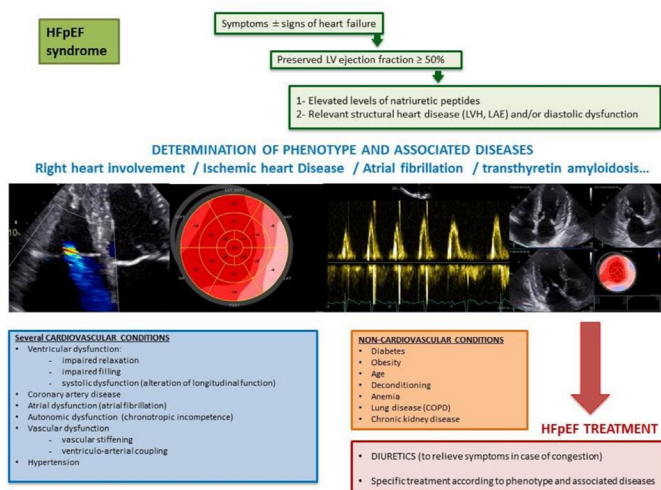 HFpEF
syndrome
Symptoms ± signs of heart failure
Preserved LV ejection fraction ≥ 50%
1- Elevated levels of natriuretic peptides
2- Relevant structural heart disease (LVH, LAE) and/or diastolic dysfunction
DETERMINATION OF PHENOTYPE AND ASSOCIATED DISEASES
Right heart involvement / Ischemic heart Disease / Atrial fibrillation / transthyretin amyloidosis...
10
Several CARDIOVASCULAR CONDITIONS
• Ventricular dysfunction:
- impaired relaxation
- impaired filling
- systolic dysfunction (alteration of longitudinal function)
• Coronary artery disease
• Atrial dysfunction (atrial fibrillation)
• Autonomic dysfunction (chronotropic incompetence)
• Vascular dysfunction
- vascular stiffening
- ventriculo-arterial coupling
• Hypertension
NON-CARDIOVASCULAR CONDITIONS
• Diabetes
• Obesity
• Age
• Deconditioning
• Anemia
• Lung disease (COPD)
• Chronic kidney disease
HFpEF TREATMENT
• DIURETICS (to relieve symptoms in case of congestion)
• Specific treatment according to phenotype and associated diseases